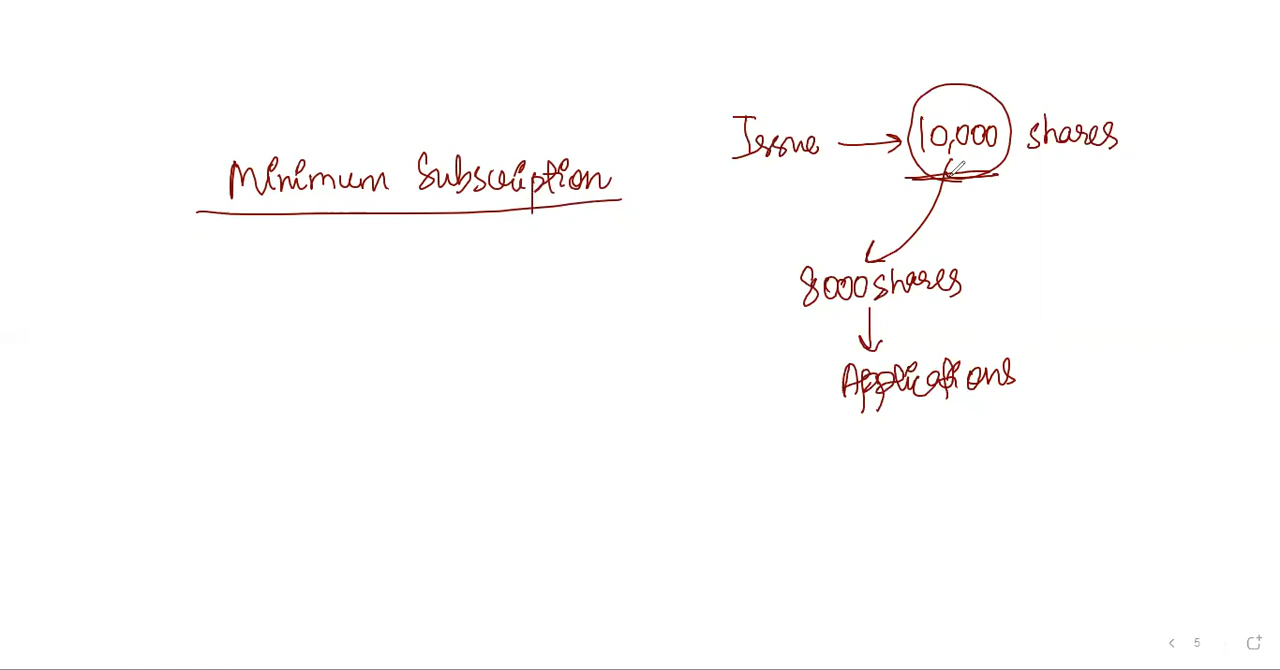 Minimum Subscription
Issue → 10,000 shares
8000 shares
Applications
5